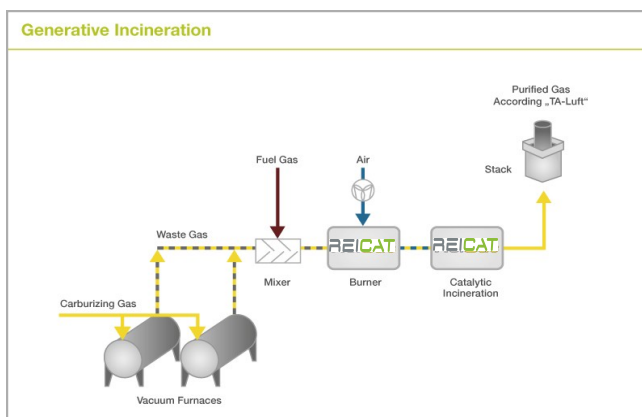 Generative Incineration
Purified Gas
According „TA-Luft“
Fuel Gas
Air
Stack
Waste Gas
REICAT
REICAT
Mixer
Burner
Catalytic
Incineration
Carburizing Gas
Vacuum Furnaces